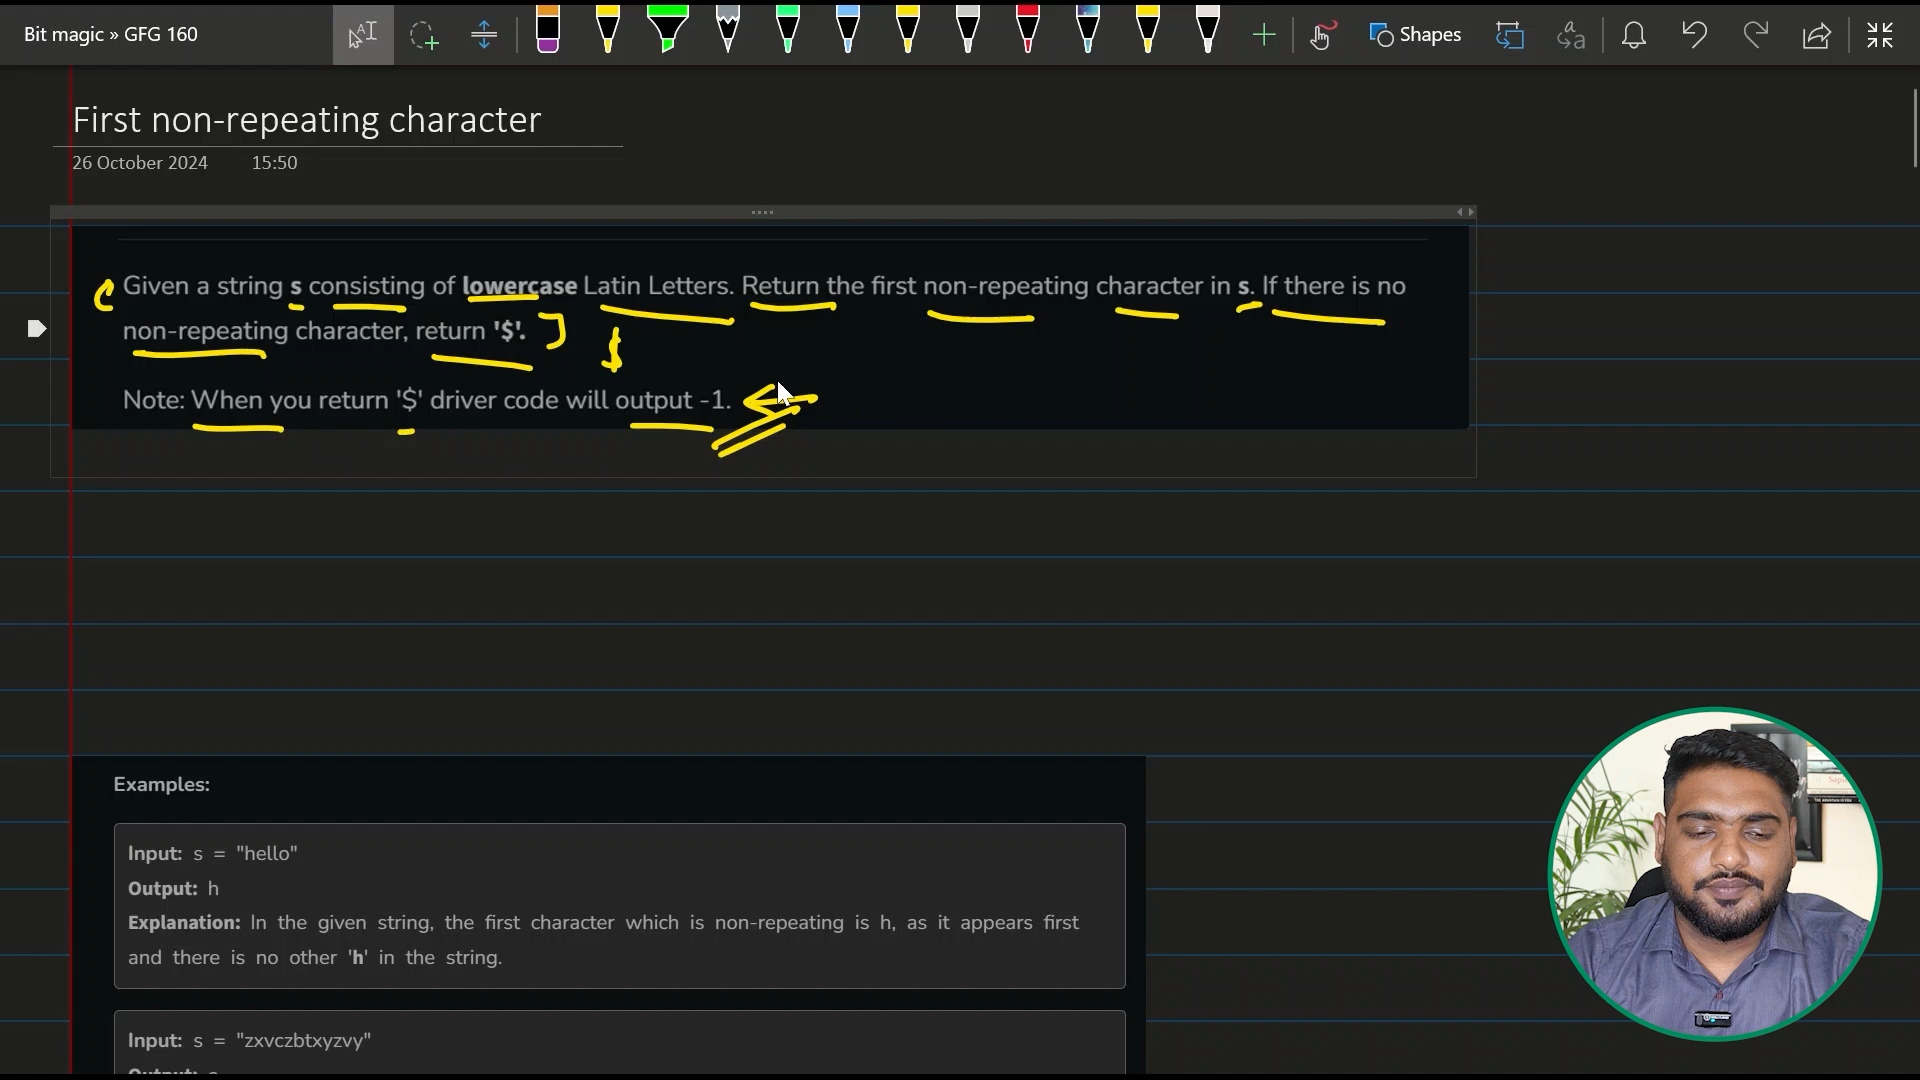 Bit magic » GFG 160
Shapes
First non-repeating character
26 October 2024 15:50
Given a string s consisting of lowercase Latin Letters. Return the first non-repeating character in s. If there is no
non-repeating character, return '$'.
$
Note: When you return '$' driver code will output -1.
Examples:
Input: s = "hello"
Output: h
Explanation: In the given string, the first character which is non-repeating is h, as it appears first
and there is no other 'h' in the string.
Input: s = "zxvczbtxyzvy"